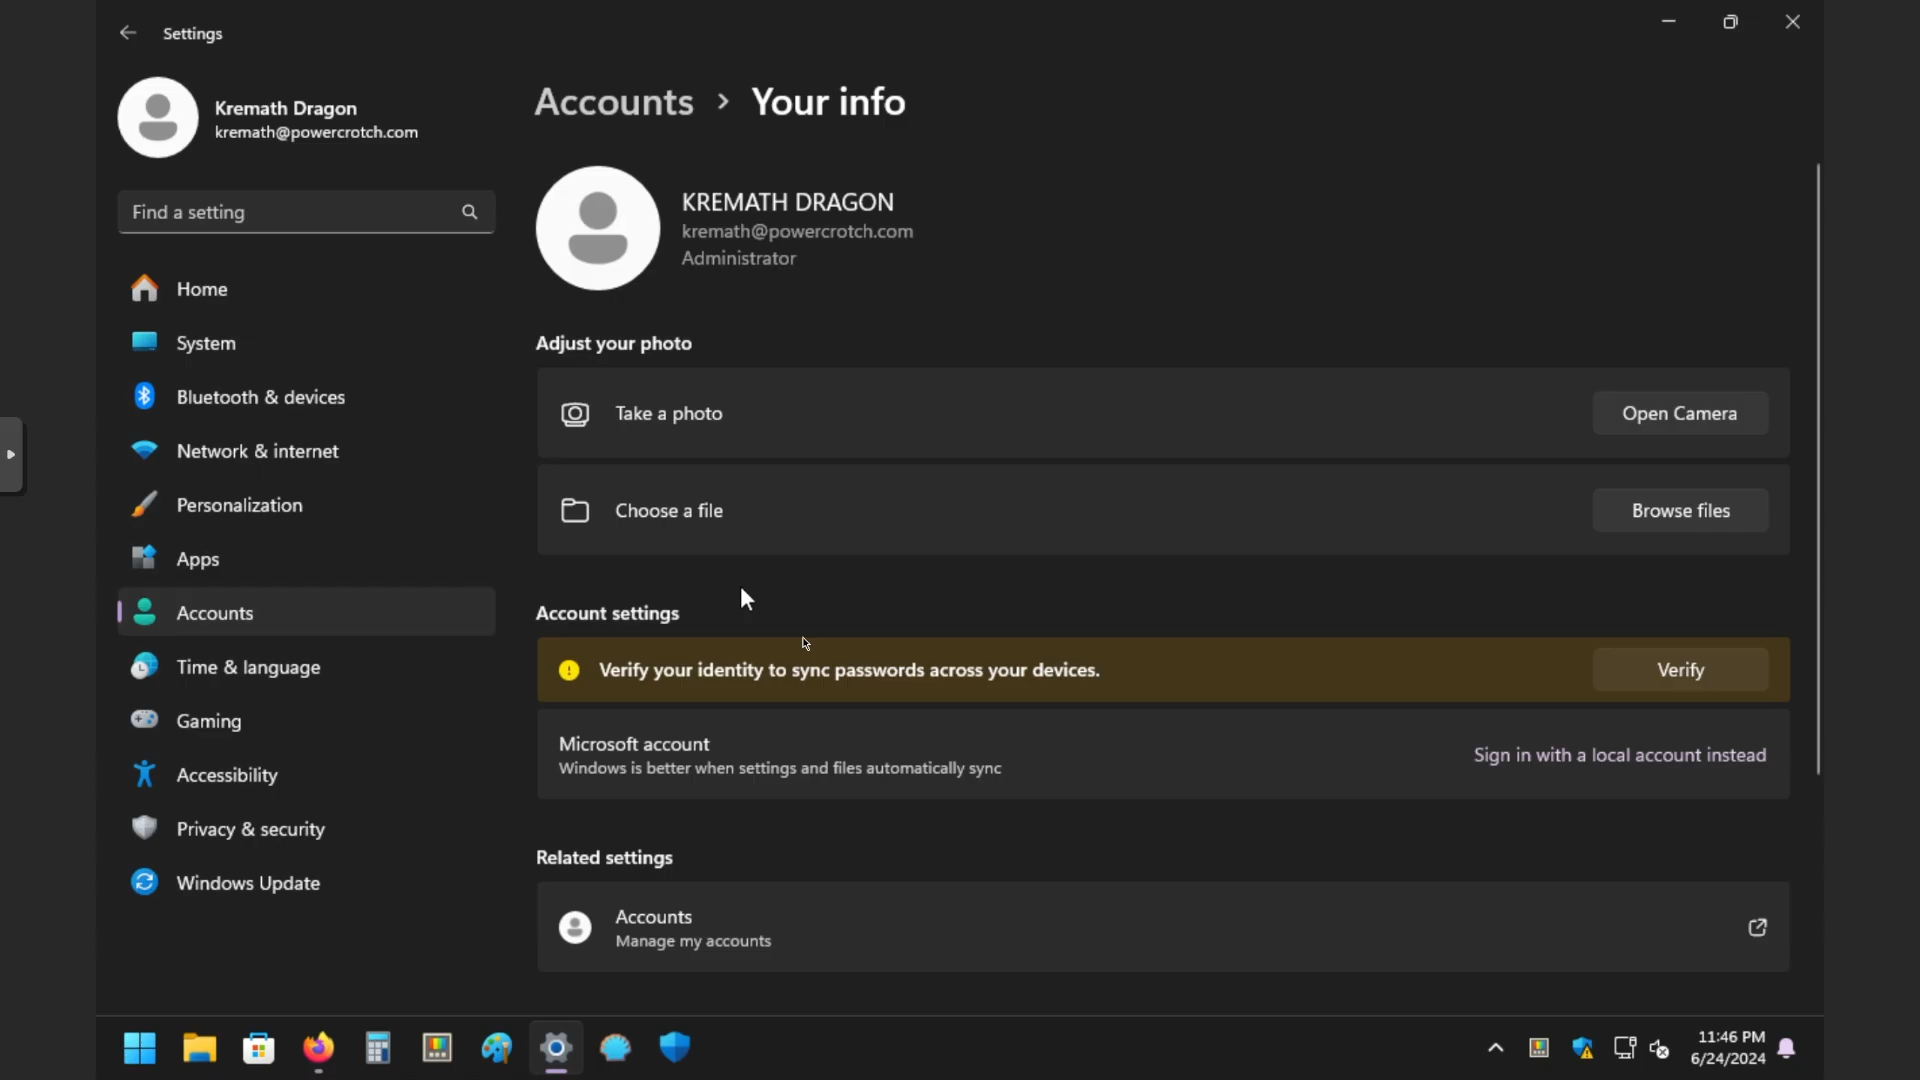 Settings
Kremath Dragon
kremath@powercrotch.com
Find a setting
Home
System
Bluetooth & devices
Network & internet
Personalization
Apps
Accounts
Time & language
Gaming
Accessibility
Privacy & security
Windows Update
Accounts > Your info
KREMATH DRAGON
kremath@powercrotch.com
Administrator
Adjust your photo
Take a photo
Open Camera
Choose a file
Browse files
Account settings
Verify your identity to sync passwords across your devices.
Verify
Microsoft account
Windows is better when settings and files automatically sync
Sign in with a local account instead
Related settings
Accounts
Manage my accounts
11:46 PM
6/24/2024